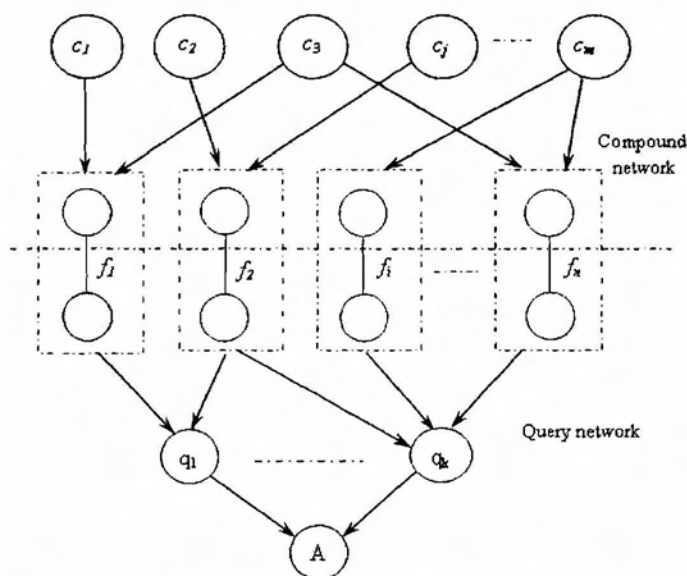 c1 c2 c3 cj cm
Compound
network
f1 f2 fi fn
Query network
q1 qk
A